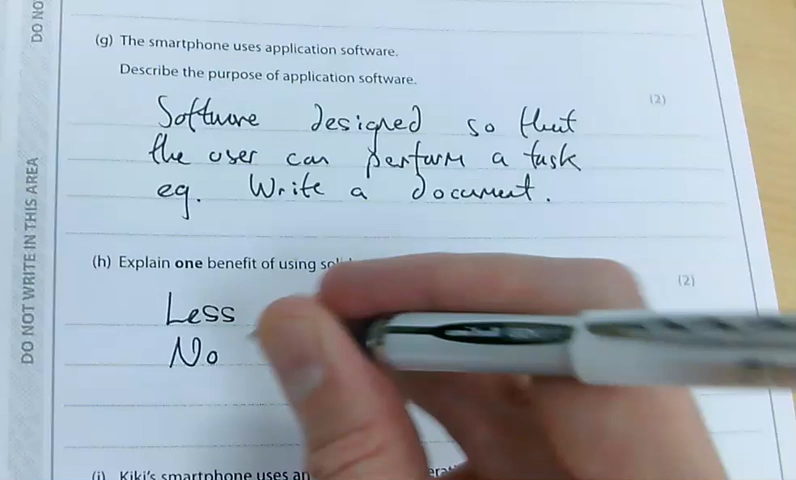 DO NO
(g) The smartphone uses application software.
Describe the purpose of application software.
(2)
Software designed so that
the user can perform a task
eg. Write a document.
DO NOT WRITE IN THIS AREA
(h) Explain one benefit of using
(2)
Less
No
(i) Kiki's smartphone uses an